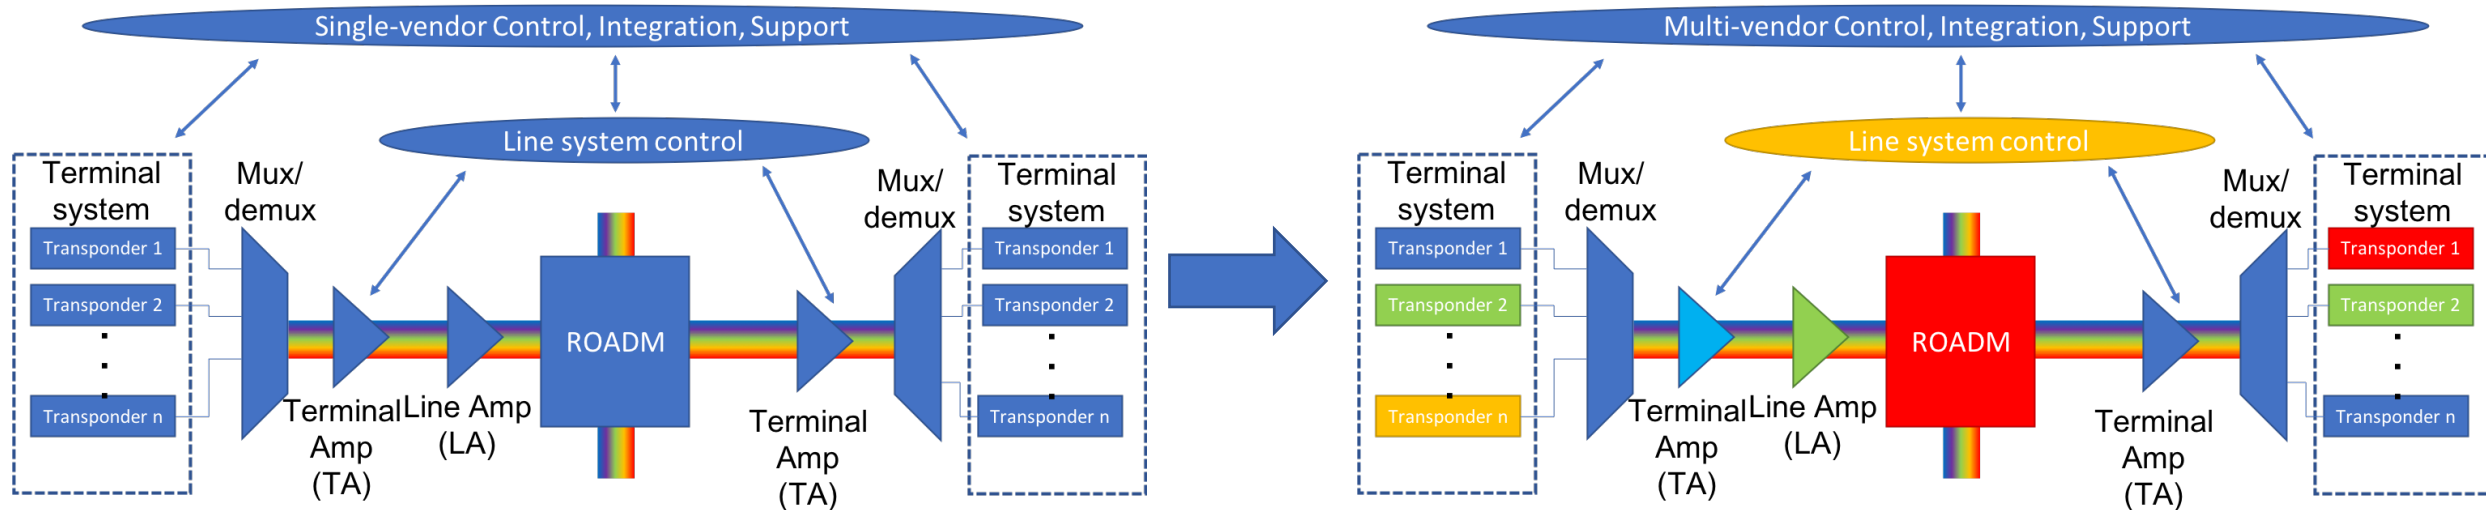 Single-vendor Control, Integration, Support
Line system control
Terminal
system
Transponder 1
Transponder 2
Transponder n
Mux/
demux
Terminal
Amp
(TA)
Line Amp
(LA)
ROADM
Terminal
Amp
(TA)
Mux/
demux
Terminal
system
Transponder 1
Transponder 2
Transponder n
Multi-vendor Control, Integration, Support
Line system control
Terminal
system
Transponder 1
Transponder 2
Transponder n
Mux/
demux
Terminal
Amp
(TA)
Line Amp
(LA)
ROADM
Terminal
Amp
(TA)
Mux/
demux
Terminal
system
Transponder 1
Transponder 2
Transponder n